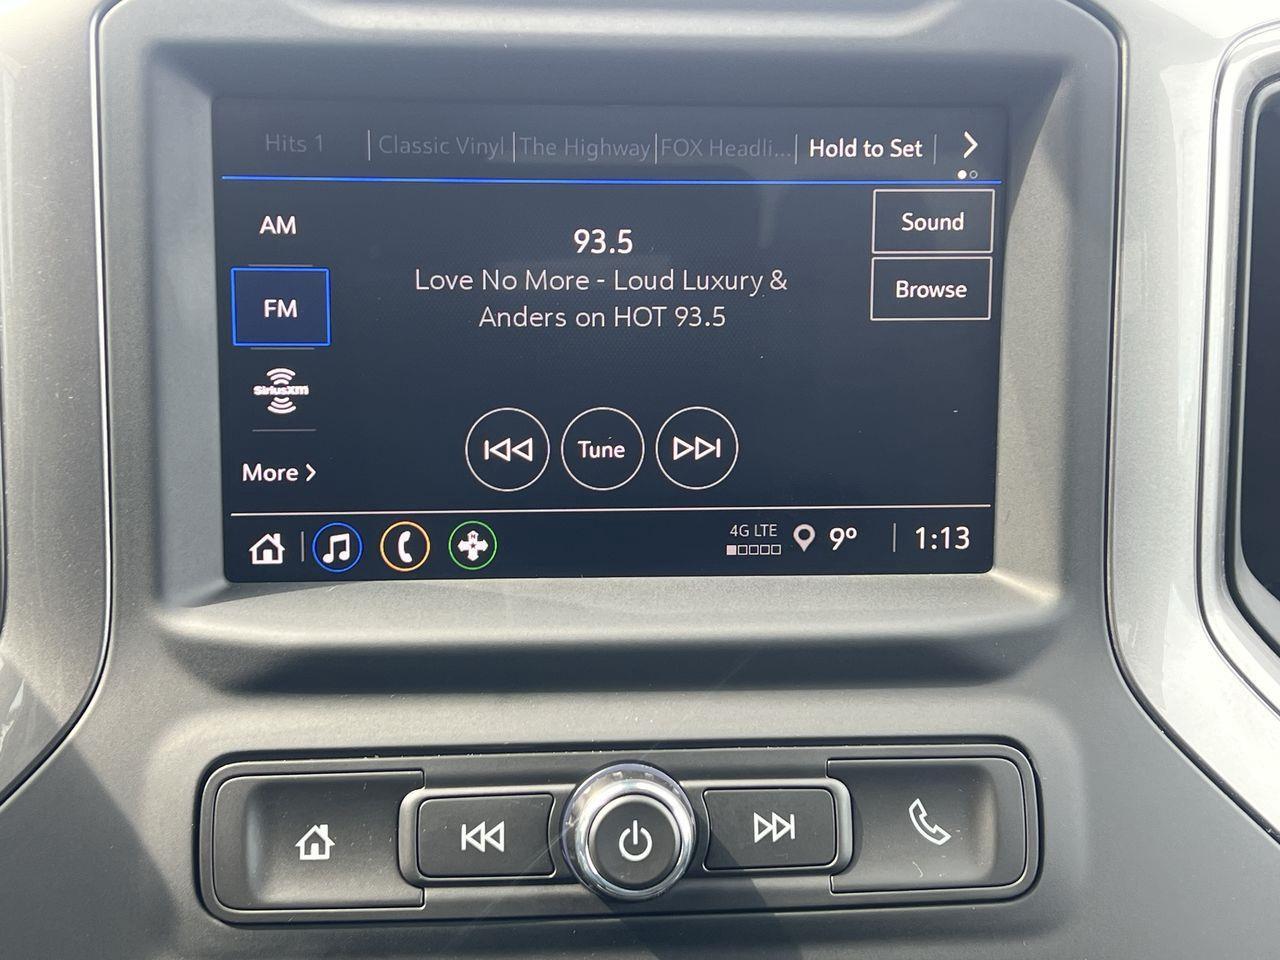 Hits 1
Classic Vinyl
The Highway
FOX Headli...
Hold to Set
AM
93.5
Sound
Love No More - Loud Luxury &
Browse
FM
Anders on HOT 93.5
SiriusXM
Tune
More
4G LTE
9°
1:13